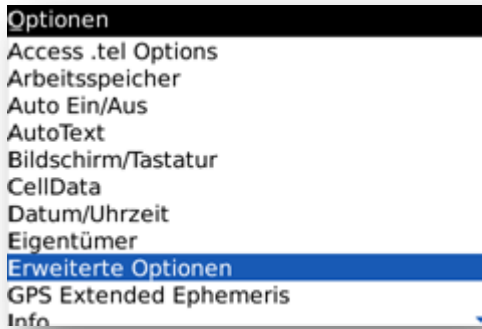 Optionen
Access .tel Options
Arbeitsspeicher
Auto Ein/Aus
AutoText
Bildschirm/Tastatur
CellData
Datum/Uhrzeit
Eigentümer
Erweiterte Optionen
GPS Extended Ephemeris
Info